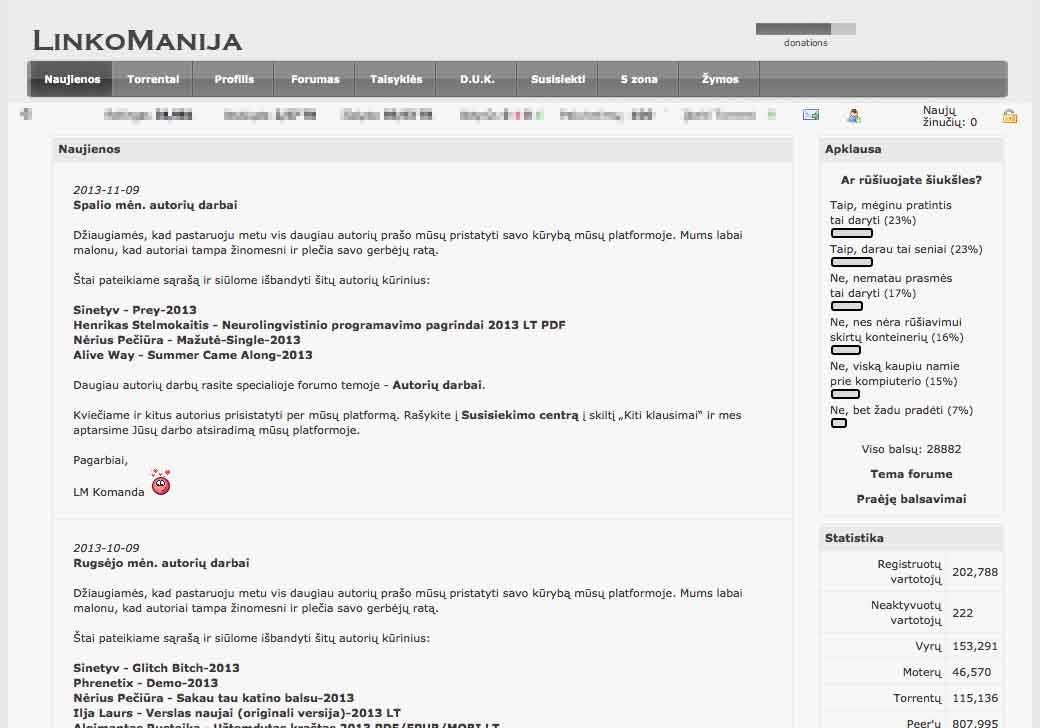 LinkoManija
donations
Naujienos Torrentai Profilis Forumas Taisyklės D.U.K. Susisiekti S zona Žymos
Naujų
žinučių: 0
Naujienos
2013-11-09
Spalio mėn. autorių darbai
Džiaugiamės, kad pastaruoju metu vis daugiau autorių prašo mūsų pristatyti savo kūrybą mūsų platformoje. Mums labai
malonu, kad autoriai tampa žinomesni ir plečia savo gerbėjų ratą.
Štai pateikiame sąrašą ir siūlome išbandyti šitų autorių kūrinius:
Sinetyv - Prey-2013
Henrikas Stelmokaitis - Neurolingvistinio programavimo pagrindai 2013 LT PDF
Nėrius Pečiūra - Mažutė-Single-2013
Alive Way - Summer Came Along-2013
Daugiau autorių darbų rasite specialioje forumo temoje - Autorių darbai.
Kviečiame ir kitus autorius prisistatyti per mūsų platformą. Rašykite į Susisiekimo centrą į skiltį „Kiti klausimai“ ir mes
aptarsime Jūsų darbo atsiradimą mūsų platformoje.
Pagarbiai,
LM Komanda
2013-10-09
Rugsėjo mėn. autorių darbai
Džiaugiamės, kad pastaruoju metu vis daugiau autorių prašo mūsų pristatyti savo kūrybą mūsų platformoje. Mums labai
malonu, kad autoriai tampa žinomesni ir plečia savo gerbėjų ratą.
Štai pateikiame sąrašą ir siūlome išbandyti šitų autorių kūrinius:
Sinetyv - Glitch Bitch-2013
Phrenetix - Demo-2013
Nėrius Pečiūra - Sakau tau katino balsu-2013
Ilja Laurs - Verslas naujai (originali versija)-2013 LT
Apklausa
Ar rūšiuojate šiukšles?
Taip, mėginu pratintis
tai daryti (23%)
Taip, darau tai seniai (23%)
Ne, nematau prasmės
tai daryti (17%)
Ne, nes nėra rūšiavimui
skirtų konteinerių (16%)
Ne, viską kaupiu namie
prie kompiuterio (15%)
Ne, bet žadu pradėti (7%)
Viso balsų: 28882
Tema forume
Praėję balsavimai
Statistika
Registruotų
vartotojų 202,788
Neaktyvuotų
vartotojų 222
Vyrų 153,291
Moterų 46,570
Torrentų 115,136
Peer'ų 807,995